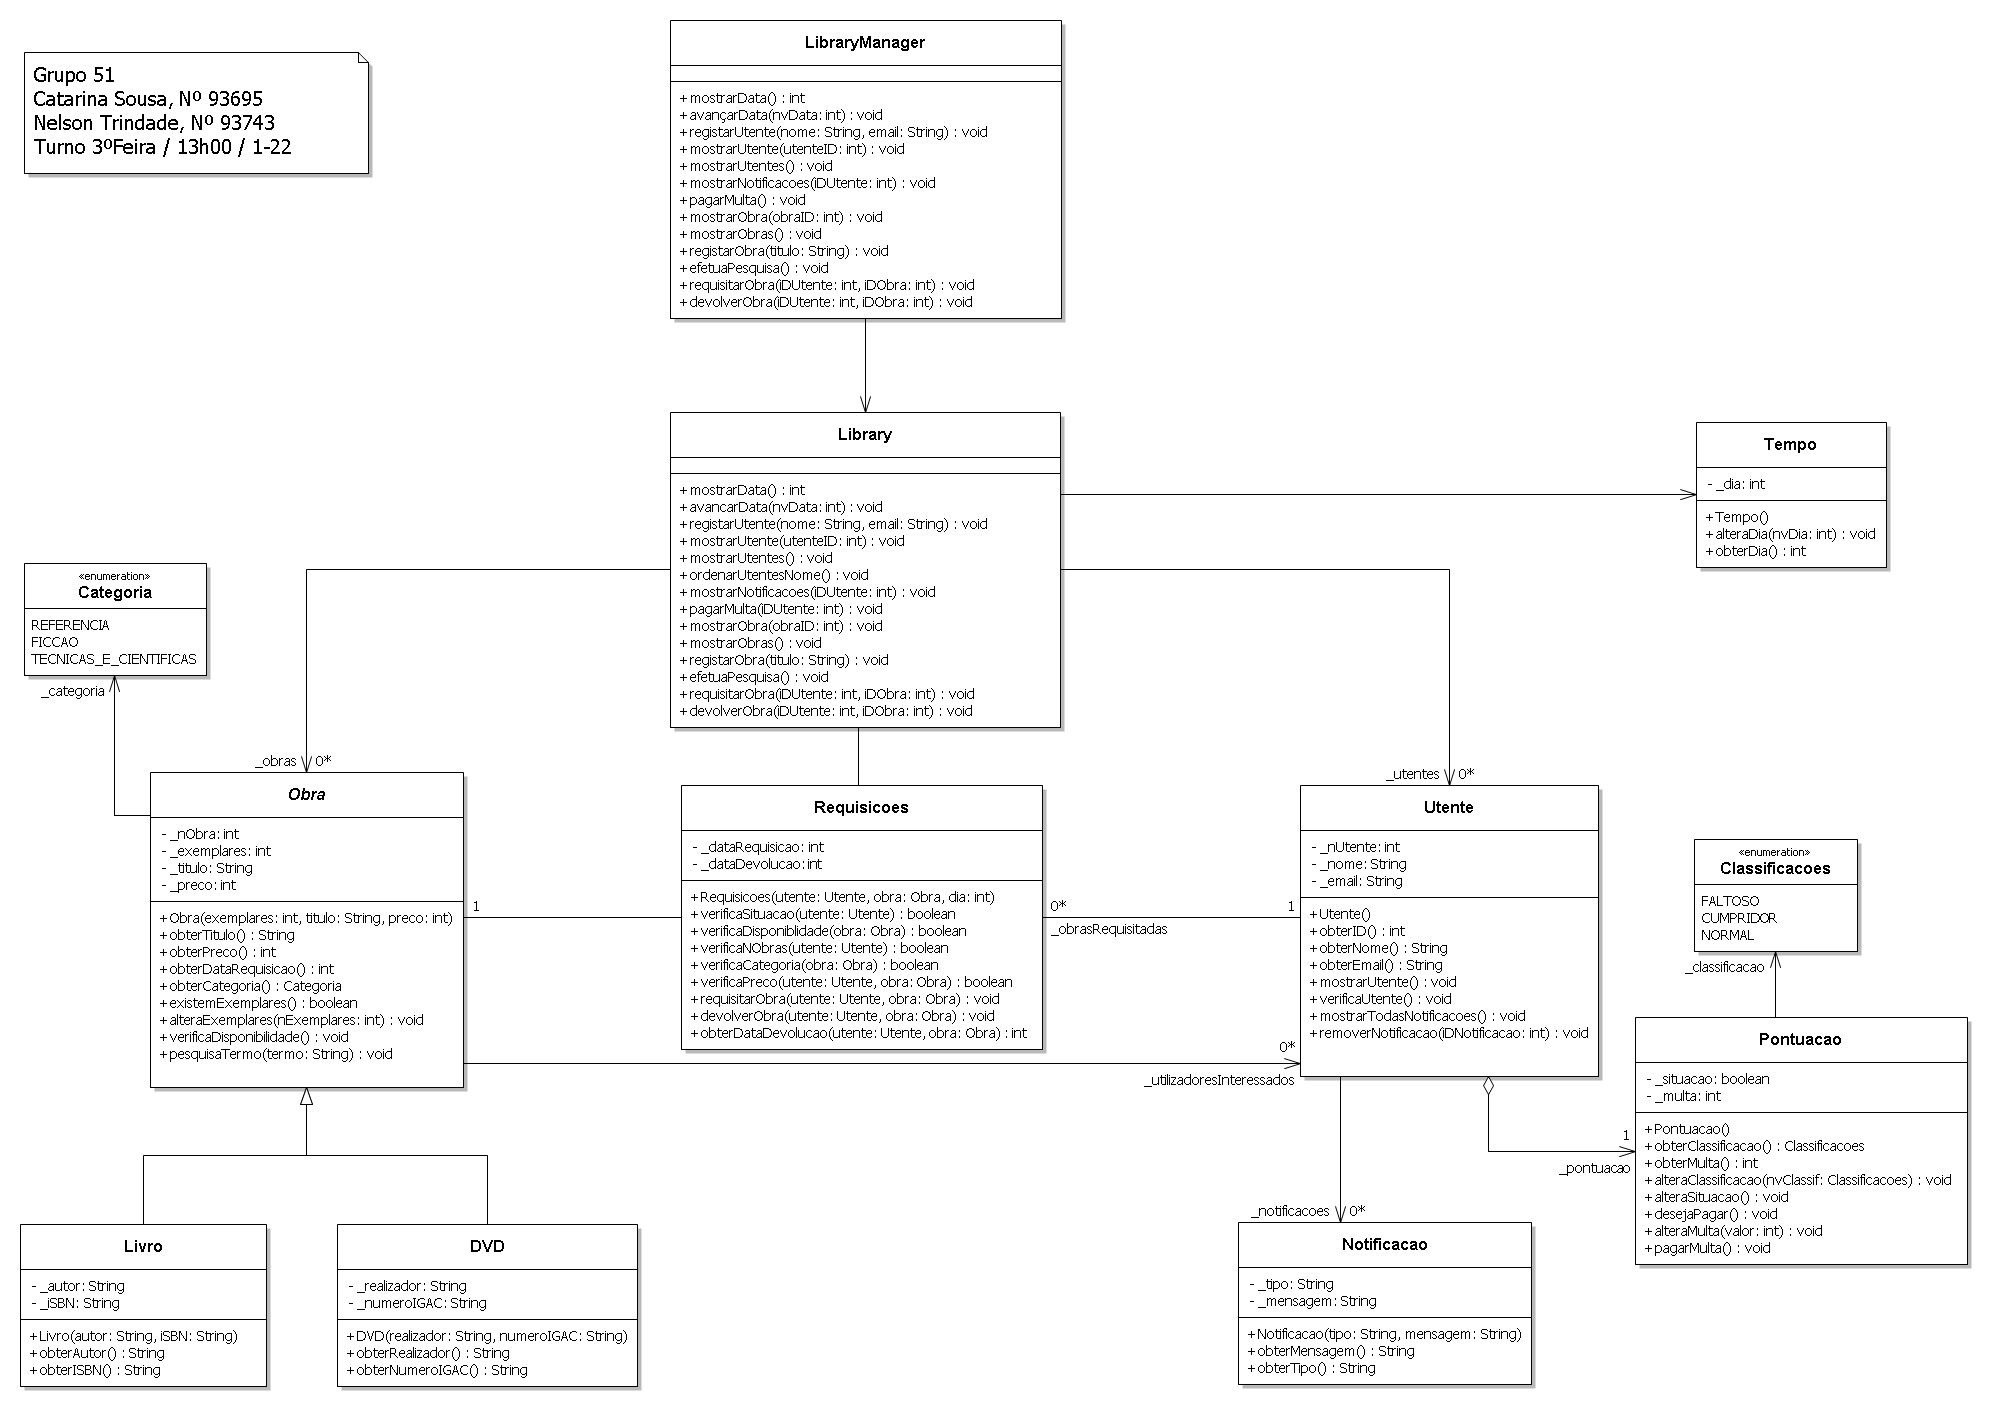 Grupo 51
Catarina Sousa, Nº 93695
Nelson Trindade, Nº 93743
Turno 3ºFeira / 13h00 / 1-22
LibraryManager
+mostrarData() : int
+avançarData(nvData: int) : void
+registarUtente(nome: String, email: String) : void
+mostrarUtente(utenteID: int) : void
+mostrarUtentes() : void
+mostrarNotificacoes(iDUtente: int) : void
+pagarMulta() : void
+mostrarObra(obraID: int) : void
+mostrarObras() : void
+registarObra(titulo: String) : void
+efetuaPesquisa() : void
+requisitarObra(iDUtente: int, iDObra: int) : void
+devolverObra(iDUtente: int, iDObra: int) : void
Library
+mostrarData() : int
+avancarData(nvData: int) : void
+registarUtente(nome: String, email: String) : void
+mostrarUtente(utenteID: int) : void
+mostrarUtentes() : void
+ordenarUtentesNome() : void
+mostrarNotificacoes(iDUtente: int) : void
+pagarMulta(iDUtente: int) : void
+mostrarObra(obraID: int) : void
+mostrarObras() : void
+registarObra(titulo: String) : void
+efetuaPesquisa() : void
+requisitarObra(iDUtente: int, iDObra: int) : void
+devolverObra(iDUtente: int, iDObra: int) : void
Tempo
- _dia: int
+Tempo()
+alteraDia(nvDia: int) : void
+obterDia() : int
«enumeration»
Categoria
REFERENCIA
FICCAO
TECNICAS_E_CIENTIFICAS
_categoria
_obras 0*
_utentes 0*
Obra
- _nObra: int
- _exemplares: int
- _titulo: String
- _preco: int
+Obra(exemplares: int, titulo: String, preco: int)
+obterTitulo() : String
+obterPreco() : int
+obterDataRequisicao() : int
+obterCategoria() : Categoria
+existemExemplares() : boolean
+alteraExemplares(nExemplares: int) : void
+verificaDisponibilidade() : void
+pesquisaTermo(termo: String) : void
1
Requisicoes
- _dataRequisicao: int
- _dataDevolucao: int
+Requisicoes(utente: Utente, obra: Obra, dia: int)
+verificaSituacao(utente: Utente) : boolean
+verificaDisponiblidade(obra: Obra) : boolean
+verificaNObras(utente: Utente) : boolean
+verificaCategoria(obra: Obra) : boolean
+verificaPreco(utente: Utente, obra: Obra) : boolean
+requisitarObra(utente: Utente, obra: Obra) : void
+devolverObra(utente: Utente, obra: Obra) : void
+obterDataDevolucao(utente: Utente, obra: Obra) : int
0*
_obrasRequisitadas
1
Utente
- _nUtente: int
- _nome: String
- _email: String
+Utente()
+obterID() : int
+obterNome() : String
+obterEmail() : String
+mostrarUtente() : void
+verificaUtente() : void
+mostrarTodasNotificacoes() : void
+removerNotificacao(iDNotificacao: int) : void
0*
_utilizadoresInteressados
«enumeration»
Classificacoes
FALTOSO
CUMPRIDOR
NORMAL
_classificacao
Pontuacao
- _situacao: boolean
- _multa: int
+Pontuacao()
+obterClassificacao() : Classificacoes
+obterMulta() : int
+alteraClassificacao(nvClassif: Classificacoes) : void
+alteraSituacao() : void
+desejaPagar() : void
+alteraMulta(valor: int) : void
+pagarMulta() : void
1
_pontuacao
_notificacoes 0*
Livro
- _autor: String
- _iSBN: String
+Livro(autor: String, iSBN: String)
+obterAutor() : String
+obterISBN() : String
DVD
- _realizador: String
- _numeroIGAC: String
+DVD(realizador: String, numeroIGAC: String)
+obterRealizador() : String
+obterNumeroIGAC() : String
Notificacao
- _tipo: String
- _mensagem: String
+Notificacao(tipo: String, mensagem: String)
+obterMensagem() : String
+obterTipo() : String